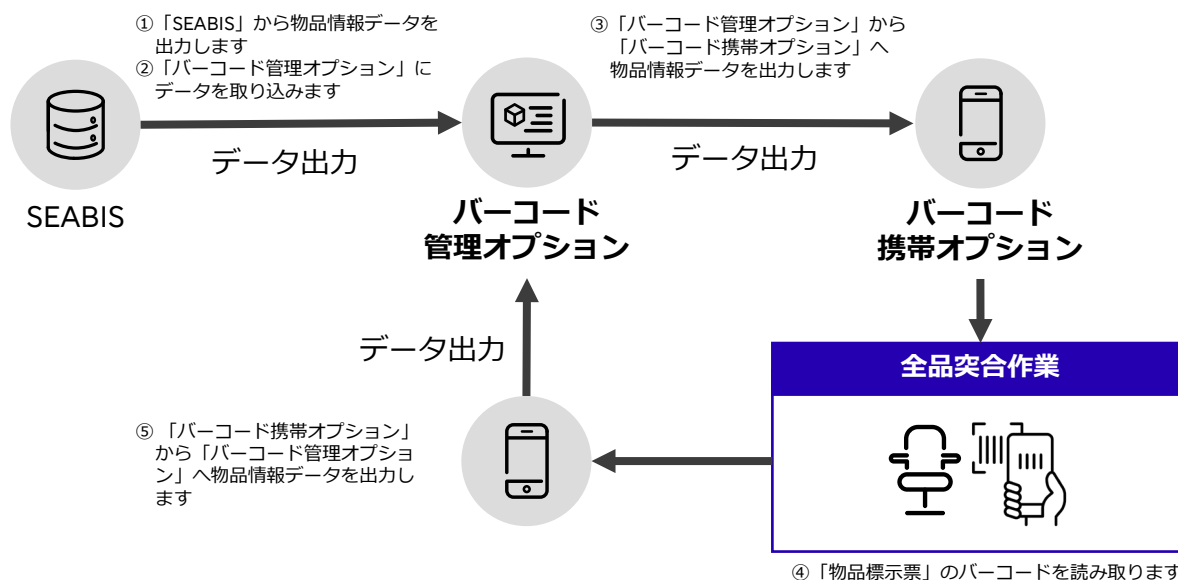 ①「SEABIS」から物品情報データを
出力します
②「バーコード管理オプション」に
データを取り込みます
③「バーコード管理オプション」から
「バーコード携帯オプション」へ
物品情報データを出力します
データ出力
データ出力
SEABIS
バーコード
管理オプション
バーコード
携帯オプション
データ出力
全品突合作業
⑤「バーコード携帯オプション」
から「バーコード管理オプショ
ン」へ物品情報データを出力し
ます
④「物品標示票」のバーコードを読み取ります